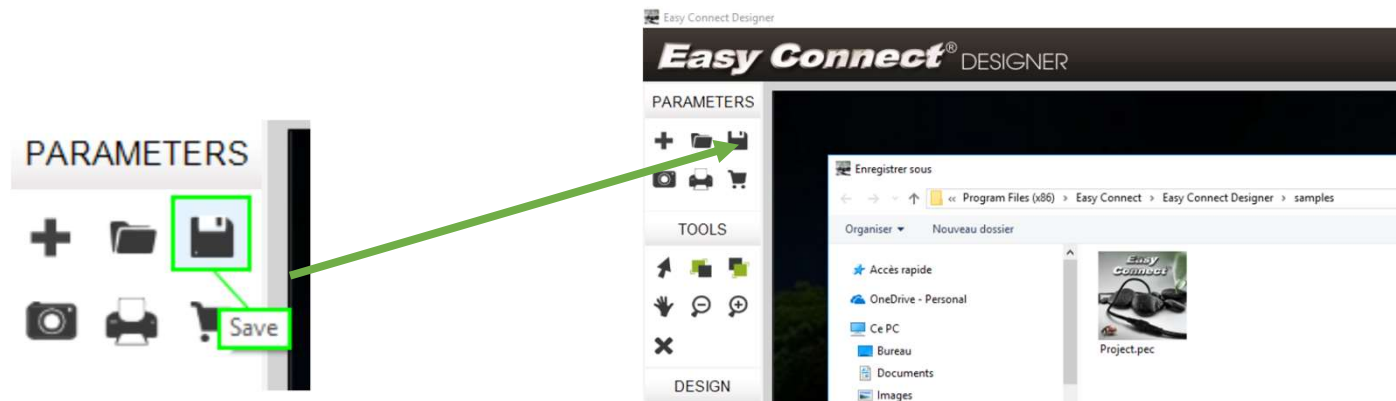 PARAMETERS
Save
Easy Connect Designer
Easy Connect® DESIGNER
PARAMETERS
TOOLS
DESIGN
Enregistrer sous
« Program Files (x86) > Easy Connect > Easy Connect Designer > samples
Organiser Nouveau dossier
Accès rapide
OneDrive - Personal
Ce PC
Bureau
Documents
Images
Easy
Connect
Project.pec